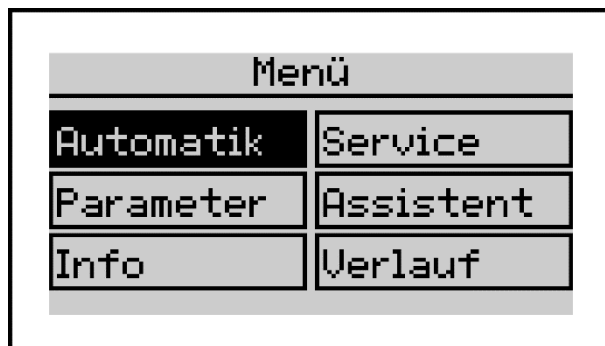 Menü
Automatik Service
Parameter Assistent
Info Verlauf